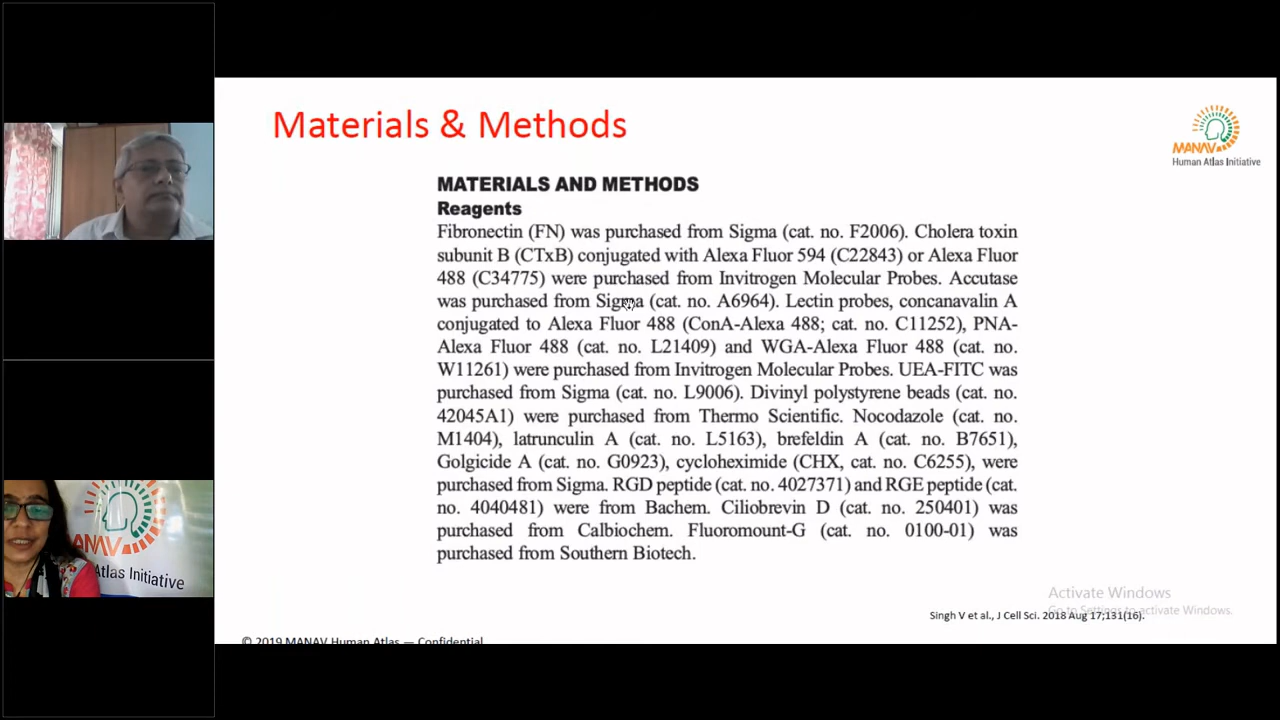 Materials & Methods
MANAV
Human Atlas Initiative
MATERIALS AND METHODS
Reagents
Fibronectin (FN) was purchased from Sigma (cat. no. F2006). Cholera toxin
subunit B (CTxB) conjugated with Alexa Fluor 594 (C22843) or Alexa Fluor
488 (C34775) were purchased from Invitrogen Molecular Probes. Accutase
was purchased from Sigma (cat. no. A6964). Lectin probes, concanavalin A
conjugated to Alexa Fluor 488 (ConA-Alexa 488; cat. no. C11252), PNA-
Alexa Fluor 488 (cat. no. L21409) and WGA-Alexa Fluor 488 (cat. no.
W11261) were purchased from Invitrogen Molecular Probes. UEA-FITC was
purchased from Sigma (cat. no. L9006). Divinyl polystyrene beads (cat. no.
42045A1) were purchased from Thermo Scientific. Nocodazole (cat. no.
M1404), latrunculin A (cat. no. L5163), brefeldin A (cat. no. B7651),
Golgicide A (cat. no. G0923), cycloheximide (CHX, cat. no. C6255), were
purchased from Sigma. RGD peptide (cat. no. 4027371) and RGE peptide (cat.
no. 4040481) were from Bachem. Ciliobrevin D (cat. no. 250401) was
purchased from Calbiochem. Fluoromount-G (cat. no. 0100-01) was
purchased from Southern Biotech.
Activate Windows
Go to Settings to activate Windows.
Singh V et al., J Cell Sci. 2018 Aug 17;131(16).
© 2019 MANAV Human Atlas — Confidential
Atlas Initiative